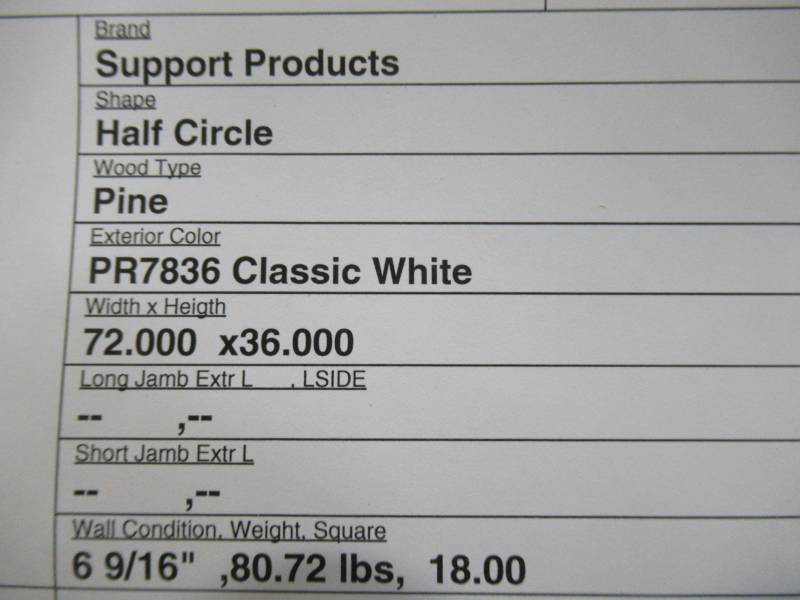 Brand
Support Products
Shape
Half Circle
Wood Type
Pine
Exterior Color
PR7836 Classic White
Width x Heigth
72.000 x36.000
Long Jamb Extr L , LSIDE
-- ,--
Short Jamb Extr L
-- ,--
Wall Condition, Weight, Square
6 9/16" ,80.72 lbs, 18.00